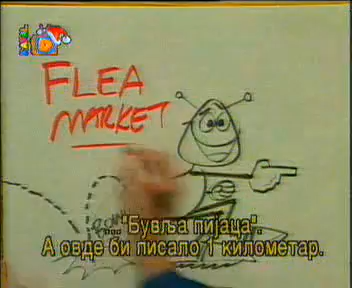 FLEA
MARKET
..."Бувља пијаца".
А овде би писало 1 километар.